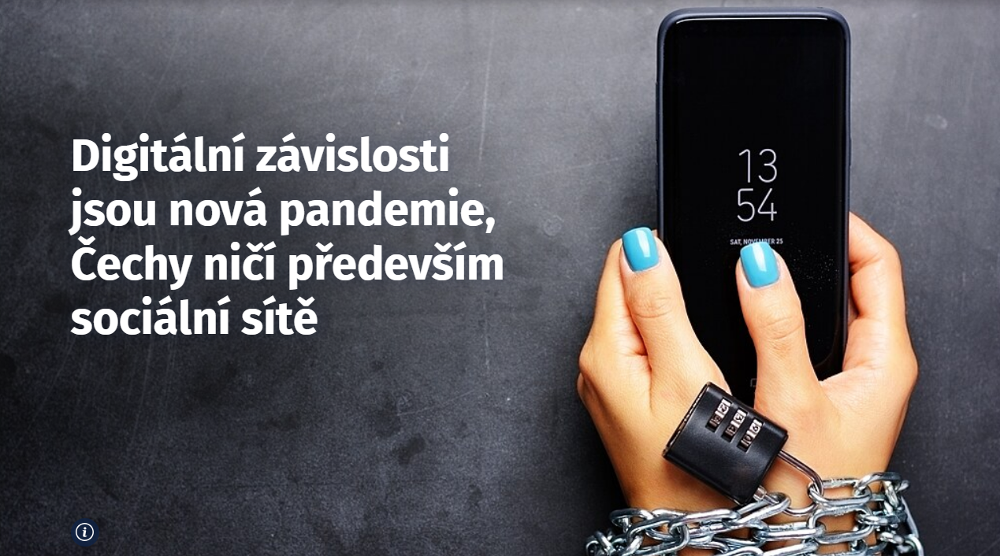 Digitální závislosti
jsou nová pandemie,
Čechy ničí především
sociální sítě
13
54
SAT, NOVEMBER 25